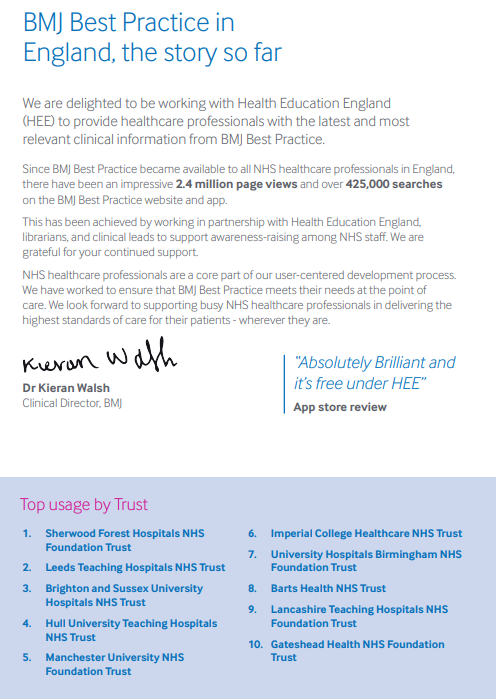 BMJ Best Practice in
England, the story so far
We are delighted to be working with Health Education England
(HEE) to provide healthcare professionals with the latest and most
relevant clinical information from BMJ Best Practice.
Since BMJ Best Practice became available to all NHS healthcare professionals in England,
there have been an impressive 2.4 million page views and over 425,000 searches
on the BMJ Best Practice website and app.
This has been achieved by working in partnership with Health Education England,
librarians, and clinical leads to support awareness-raising among NHS staff. We are
grateful for your continued support.
NHS healthcare professionals are a core part of our user-centered development process.
We have worked to ensure that BMJ Best Practice meets their needs at the point of
care. We look forward to supporting busy NHS healthcare professionals in delivering the
highest standards of care for their patients - wherever they are.
Kieran Walsh
Dr Kieran Walsh
Clinical Director, BMJ
"Absolutely Brilliant and
it's free under HEE"
App store review
Top usage by Trust
1. Sherwood Forest Hospitals NHS
Foundation Trust
2. Leeds Teaching Hospitals NHS Trust
3. Brighton and Sussex University
Hospitals NHS Trust
4. Hull University Teaching Hospitals
NHS Trust
5. Manchester University NHS
Foundation Trust
6. Imperial College Healthcare NHS Trust
7. University Hospitals Birmingham NHS
Foundation Trust
8. Barts Health NHS Trust
9. Lancashire Teaching Hospitals NHS
Foundation Trust
10. Gateshead Health NHS Foundation
Trust